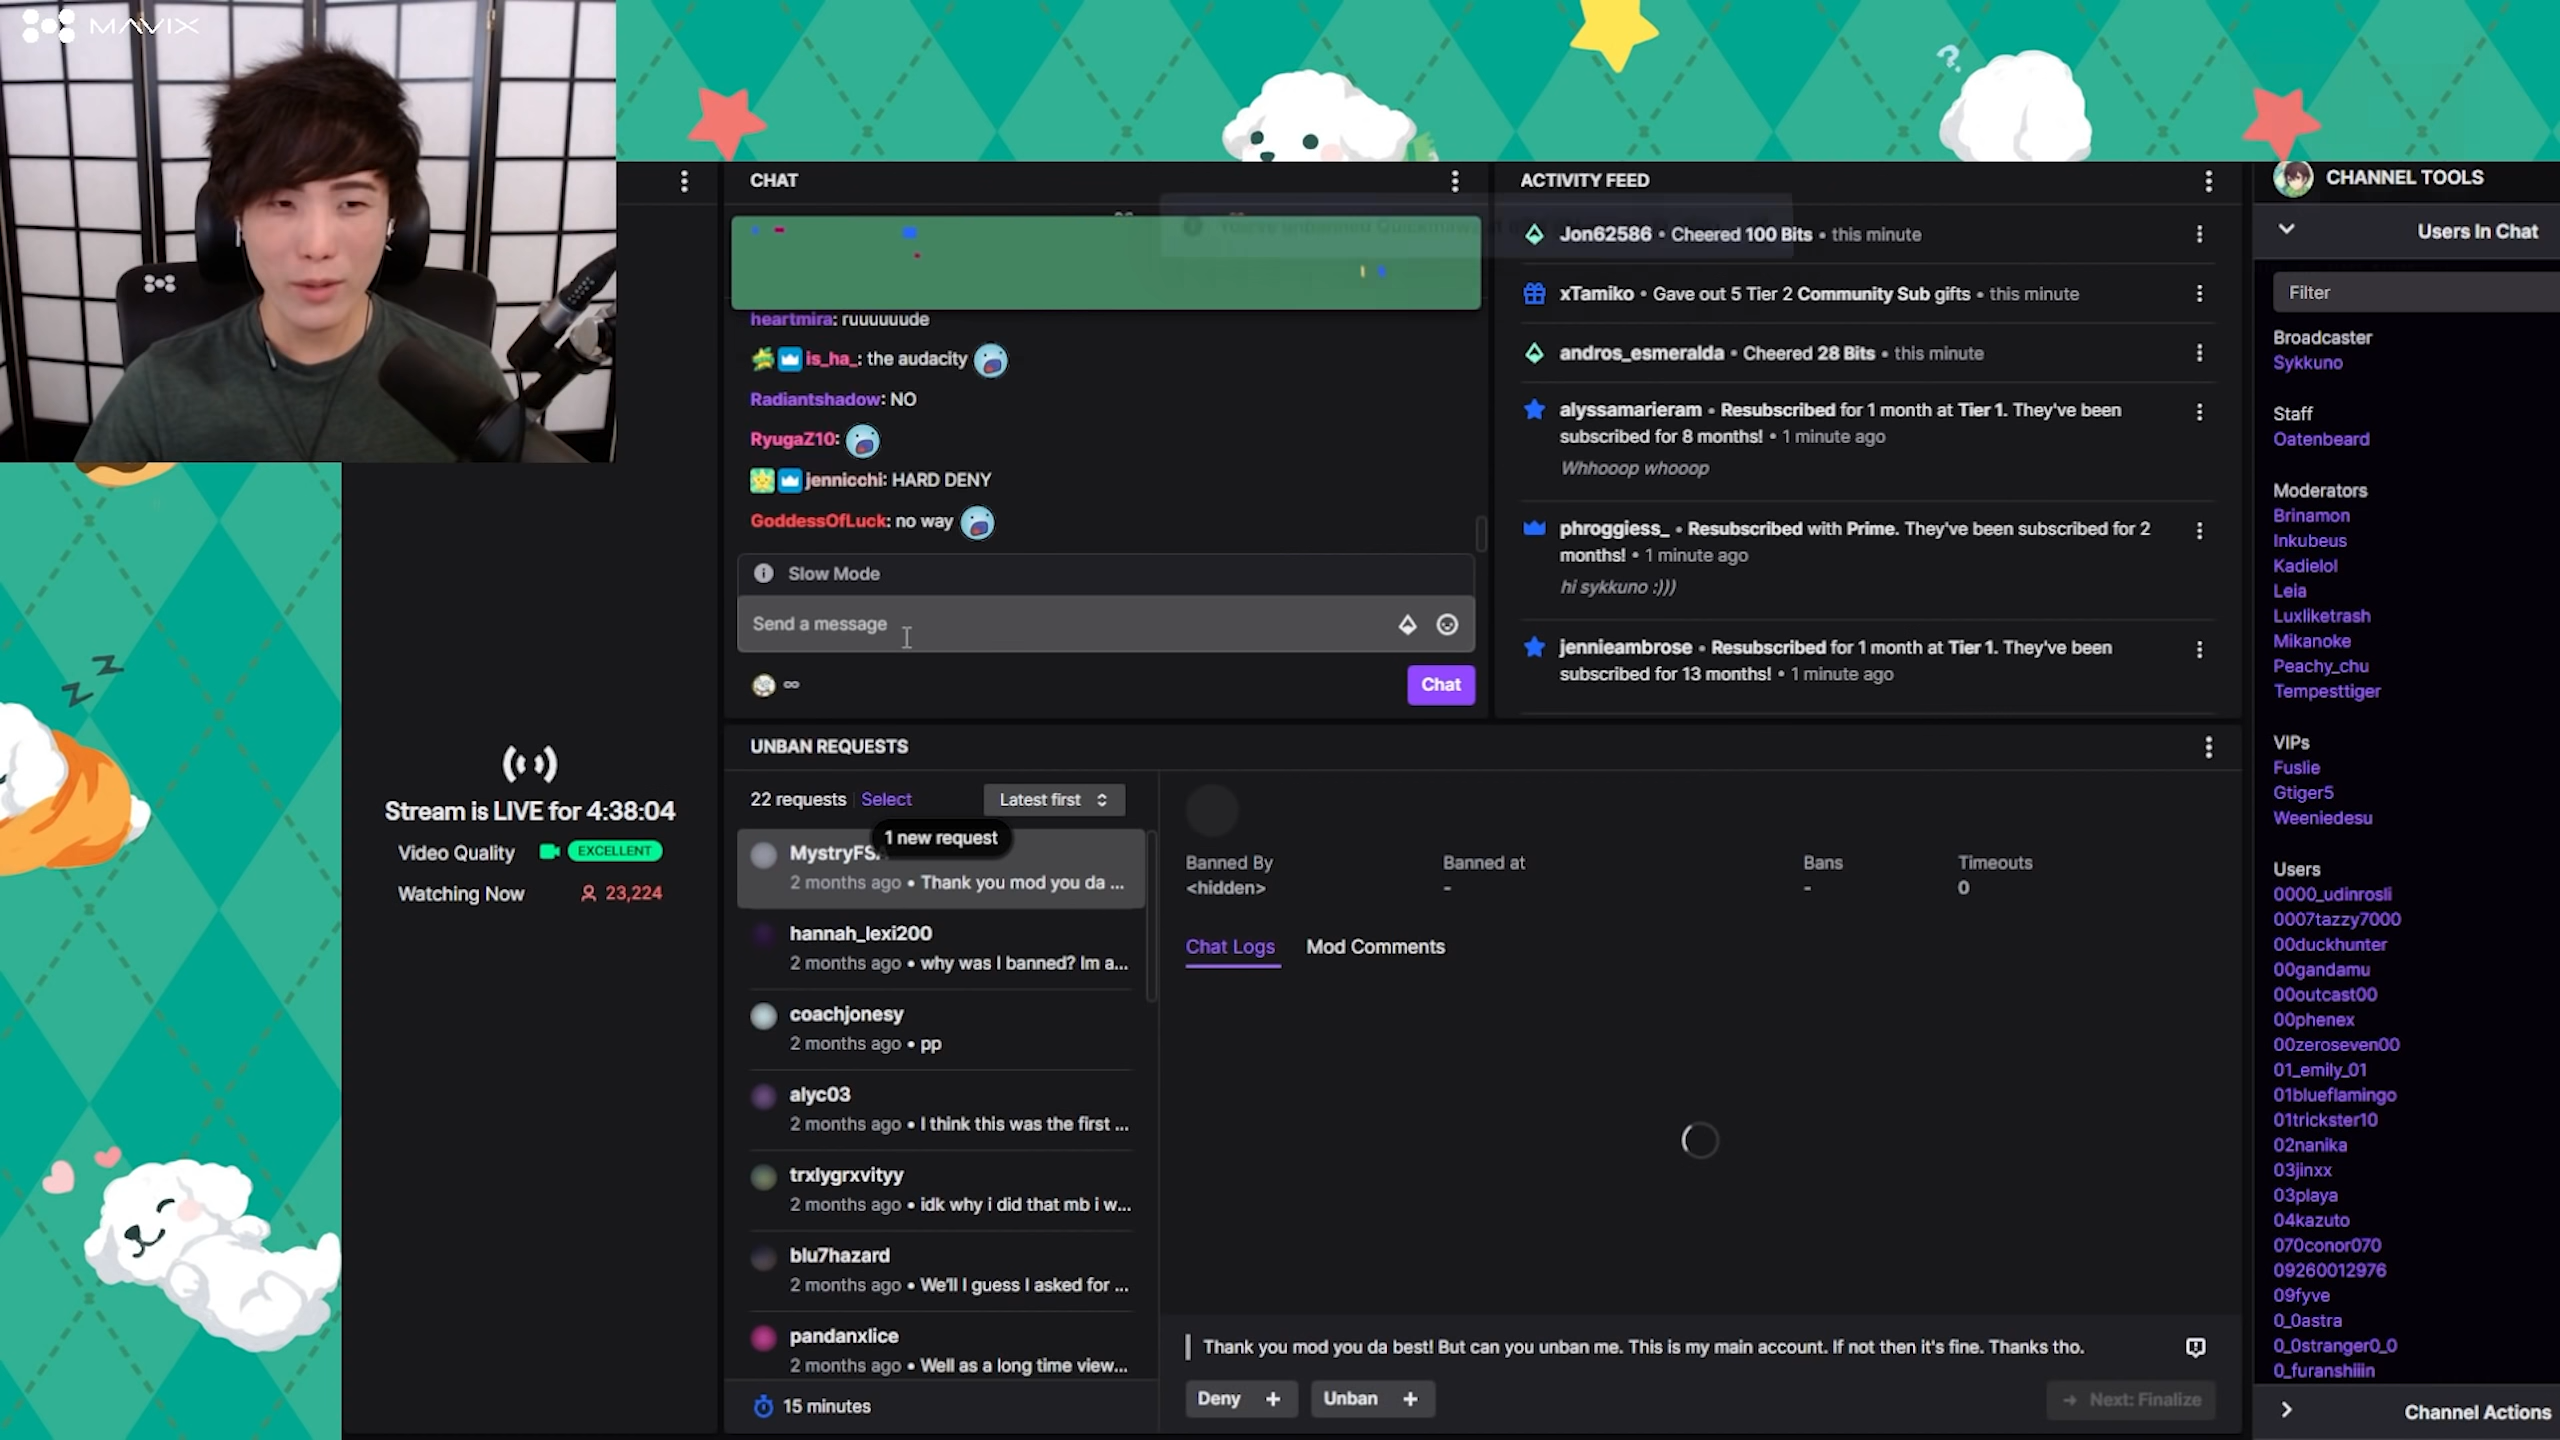 MAVIX
?
CHAT
heartmira: ruuuuuude
is_ha_: the audacity
Radiantshadow: NO
RyugaZ10:
jennicchi: HARD DENY
GoddessOfLuck: no way
Slow Mode
Send a message
Chat
ACTIVITY FEED
Jon62586 • Cheered 100 Bits • this minute
xTamiko • Gave out 5 Tier 2 Community Sub gifts • this minute
andros_esmeralda • Cheered 28 Bits • this minute
alyssamarieram • Resubscribed for 1 month at Tier 1. They've been
subscribed for 8 months! • 1 minute ago
Whhooop whooop
phroggiess_ • Resubscribed with Prime. They've been subscribed for 2
months! • 1 minute ago
hi sykkuno :)))
jennieambrose • Resubscribed for 1 month at Tier 1. They've been
subscribed for 13 months! • 1 minute ago
CHANNEL TOOLS
Users In Chat
Filter
Broadcaster
Sykkuno
Staff
Oatenbeard
Moderators
Brinamon
Inkubeus
Kadielol
Leia
Luxliketrash
Mikanoke
Peachy_chu
Tempesttiger
VIPs
Fuslie
Gtiger5
Weeniedesu
Users
0000_udinrosli
0007tazzy7000
00duckhunter
00gandamu
00outcast00
00phenex
00zeroseven00
01_emily_01
01blueflamingo
01trickster10
02nanika
03jinxx
03playa
04kazuto
070conor070
09260012976
09fyve
0_0astra
0_0stranger0_0
0_furanshiiin
Channel Actions
z z
Stream is LIVE for 4:38:04
Video Quality EXCELLENT
Watching Now 23,224
UNBAN REQUESTS
22 requests Select Latest first
1 new request
MystryFS
2 months ago • Thank you mod you da ...
hannah_lexi200
2 months ago • why was I banned? Im a...
coachjonesy
2 months ago • pp
alyc03
2 months ago • I think this was the first ...
trxlygrxvityy
2 months ago • idk why i did that mb i w...
blu7hazard
2 months ago • We'll I guess I asked for ...
pandanxlice
2 months ago • Well as a long time view...
15 minutes
Banned By Banned at Bans Timeouts
<hidden> - - 0
Chat Logs Mod Comments
Thank you mod you da best! But can you unban me. This is my main account. If not then it's fine. Thanks tho.
Deny + Unban + Next: Finalize